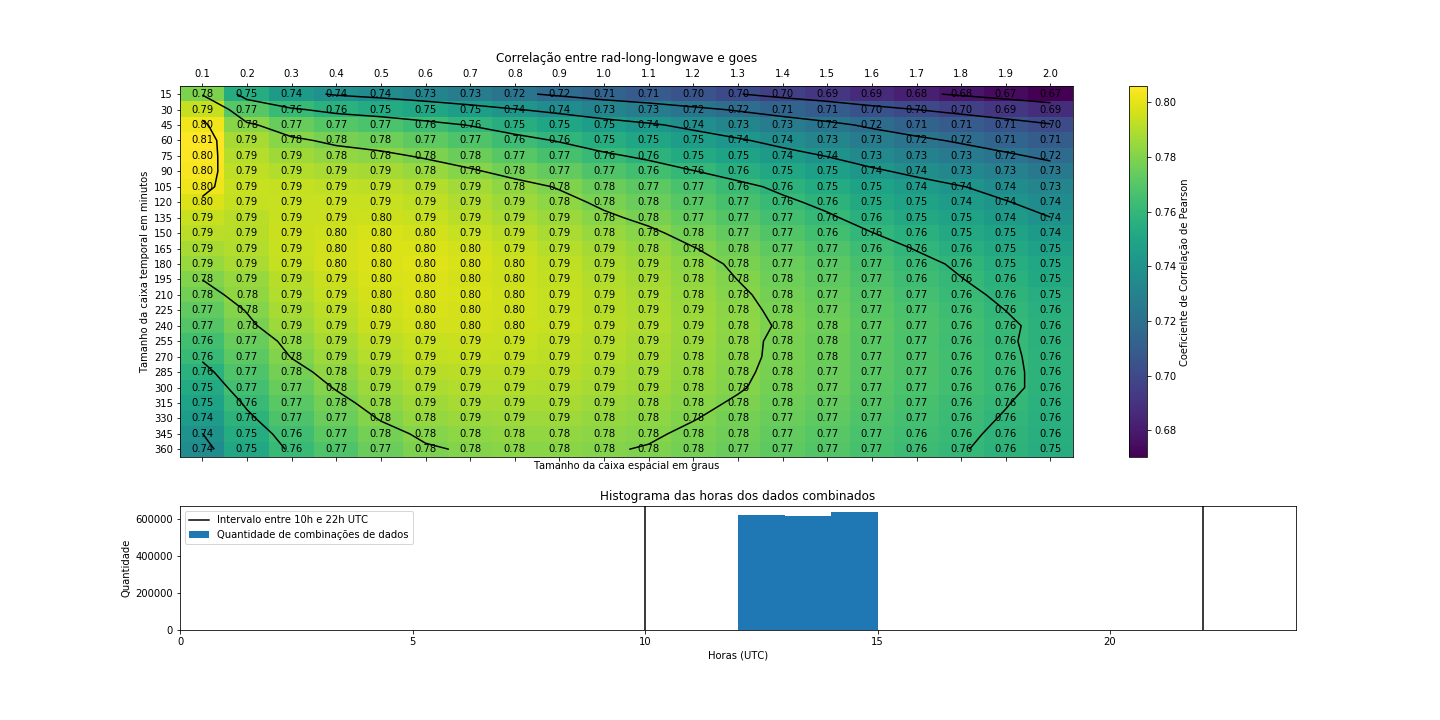 Correlação entre rad-long-longwave e goes
0.1 0.2 0.3 0.4 0.5 0.6 0.7 0.8 0.9 1.0 1.1 1.2 1.3 1.4 1.5 1.6 1.7 1.8 1.9 2.0
15 0.78 0.75 0.74 0.74 0.74 0.73 0.73 0.72 0.72 0.71 0.71 0.70 0.70 0.70 0.69 0.69 0.68 0.68 0.67 0.67
30 0.79 0.77 0.76 0.76 0.75 0.75 0.75 0.74 0.74 0.73 0.73 0.72 0.72 0.71 0.71 0.70 0.70 0.70 0.69 0.69
45 0.80 0.78 0.77 0.77 0.77 0.76 0.76 0.75 0.75 0.75 0.74 0.74 0.73 0.73 0.72 0.72 0.71 0.71 0.71 0.70
60 0.81 0.79 0.78 0.78 0.78 0.77 0.77 0.76 0.76 0.75 0.75 0.75 0.74 0.74 0.73 0.73 0.72 0.72 0.71 0.71
75 0.80 0.79 0.79 0.78 0.78 0.78 0.78 0.77 0.77 0.76 0.76 0.75 0.75 0.74 0.74 0.73 0.73 0.73 0.72 0.72
90 0.80 0.79 0.79 0.79 0.79 0.78 0.78 0.78 0.77 0.77 0.76 0.76 0.76 0.75 0.75 0.74 0.74 0.73 0.73 0.73
105 0.80 0.79 0.79 0.79 0.79 0.79 0.79 0.78 0.78 0.78 0.77 0.77 0.76 0.76 0.75 0.75 0.74 0.74 0.74 0.73
120 0.80 0.79 0.79 0.79 0.79 0.79 0.79 0.79 0.78 0.78 0.78 0.77 0.77 0.76 0.76 0.75 0.75 0.74 0.74 0.74
135 0.79 0.79 0.79 0.79 0.80 0.79 0.79 0.79 0.79 0.78 0.78 0.77 0.77 0.77 0.76 0.76 0.75 0.75 0.74 0.74
150 0.79 0.79 0.79 0.80 0.80 0.80 0.79 0.79 0.79 0.79 0.78 0.78 0.77 0.77 0.77 0.76 0.76 0.75 0.75 0.74
165 0.79 0.79 0.79 0.80 0.80 0.80 0.79 0.79 0.79 0.79 0.78 0.78 0.78 0.77 0.77 0.76 0.76 0.76 0.75 0.75
180 0.79 0.79 0.79 0.80 0.80 0.80 0.80 0.80 0.79 0.79 0.79 0.78 0.78 0.77 0.77 0.77 0.76 0.76 0.75 0.75
195 0.78 0.79 0.79 0.79 0.80 0.80 0.80 0.80 0.79 0.79 0.79 0.78 0.78 0.78 0.77 0.77 0.76 0.76 0.76 0.75
210 0.78 0.78 0.79 0.79 0.80 0.80 0.80 0.80 0.79 0.79 0.79 0.78 0.78 0.78 0.77 0.77 0.77 0.76 0.76 0.75
225 0.77 0.78 0.79 0.79 0.80 0.80 0.80 0.80 0.79 0.79 0.79 0.79 0.78 0.78 0.77 0.77 0.77 0.76 0.76 0.76
240 0.77 0.78 0.79 0.79 0.79 0.80 0.80 0.80 0.79 0.79 0.79 0.79 0.78 0.78 0.78 0.77 0.77 0.76 0.76 0.76
255 0.76 0.77 0.78 0.79 0.79 0.79 0.79 0.79 0.79 0.79 0.79 0.78 0.78 0.78 0.78 0.77 0.77 0.76 0.76 0.76
270 0.76 0.77 0.78 0.79 0.79 0.79 0.79 0.79 0.79 0.79 0.79 0.78 0.78 0.78 0.77 0.77 0.77 0.76 0.76 0.76
285 0.76 0.77 0.78 0.78 0.79 0.79 0.79 0.79 0.79 0.79 0.79 0.78 0.78 0.78 0.77 0.77 0.77 0.76 0.76 0.76
300 0.75 0.77 0.77 0.78 0.79 0.79 0.79 0.79 0.79 0.79 0.79 0.78 0.78 0.78 0.77 0.77 0.77 0.76 0.76 0.76
315 0.75 0.76 0.77 0.78 0.78 0.79 0.79 0.79 0.79 0.79 0.78 0.78 0.78 0.77 0.77 0.77 0.77 0.76 0.76 0.76
330 0.74 0.76 0.77 0.77 0.78 0.78 0.79 0.79 0.79 0.78 0.78 0.78 0.78 0.77 0.77 0.77 0.77 0.76 0.76 0.76
345 0.74 0.75 0.76 0.77 0.78 0.78 0.78 0.78 0.78 0.78 0.78 0.78 0.77 0.77 0.77 0.77 0.76 0.76 0.76 0.76
360 0.74 0.75 0.76 0.77 0.77 0.78 0.78 0.78 0.78 0.78 0.78 0.78 0.77 0.77 0.77 0.77 0.76 0.76 0.76 0.75
Tamanho da caixa temporal em minutos
Tamanho da caixa espacial em graus
0.80
0.78
0.76
0.74
0.72
0.70
0.68
Coeficiente de Correlação de Pearson
Histograma das horas dos dados combinados
Intervalo entre 10h e 22h UTC
Quantidade de combinações de dados
600000
400000
200000
0
Quantidade
0 5 10 15 20
Horas (UTC)